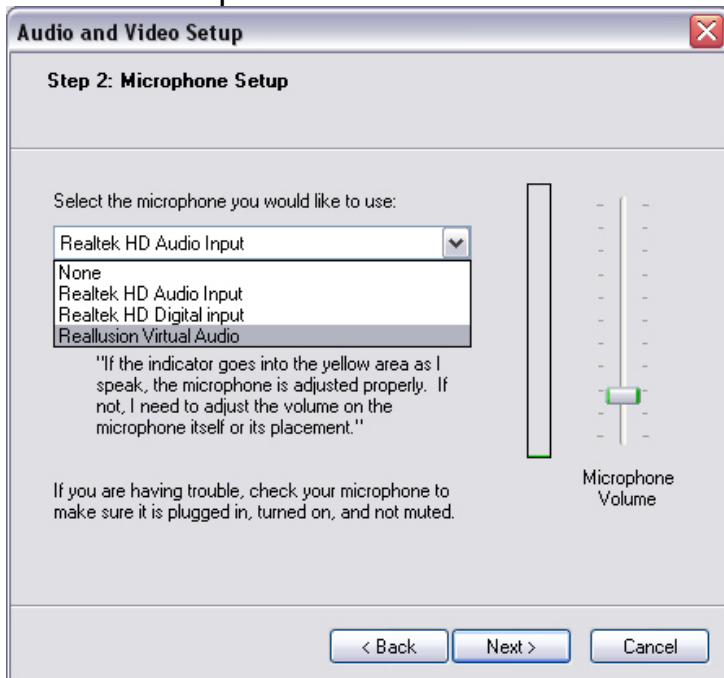 Audio and Video Setup
Step 2: Microphone Setup
Select the microphone you would like to use:
Realtek HD Audio Input
None
Realtek HD Audio Input
Realtek HD Digital input
Reallusion Virtual Audio
"If the indicator goes into the yellow area as I
speak, the microphone is adjusted properly. If
not, I need to adjust the volume on the
microphone itself or its placement."
If you are having trouble, check your microphone to
make sure it is plugged in, turned on, and not muted.
Microphone
Volume
< Back
Next >
Cancel